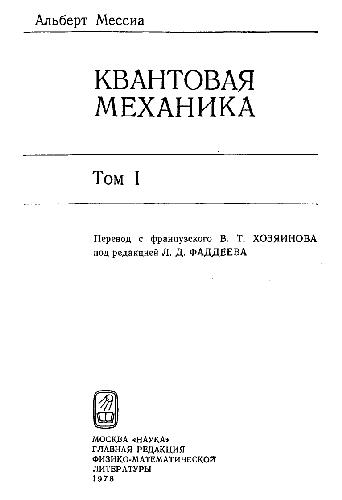 Альберт Мессиа
КВАНТОВАЯ
МЕХАНИКА
Том I
Перевод с французского В. Т. ХОЗЯИНОВА
под редакцией Л. Д. ФАДДЕЕВА
МОСКВА «НАУКА»
ГЛАВНАЯ РЕДАКЦИЯ
ФИЗИКО-МАТЕМАТИЧЕСКОЙ
ЛИТЕРАТУРЫ
1978